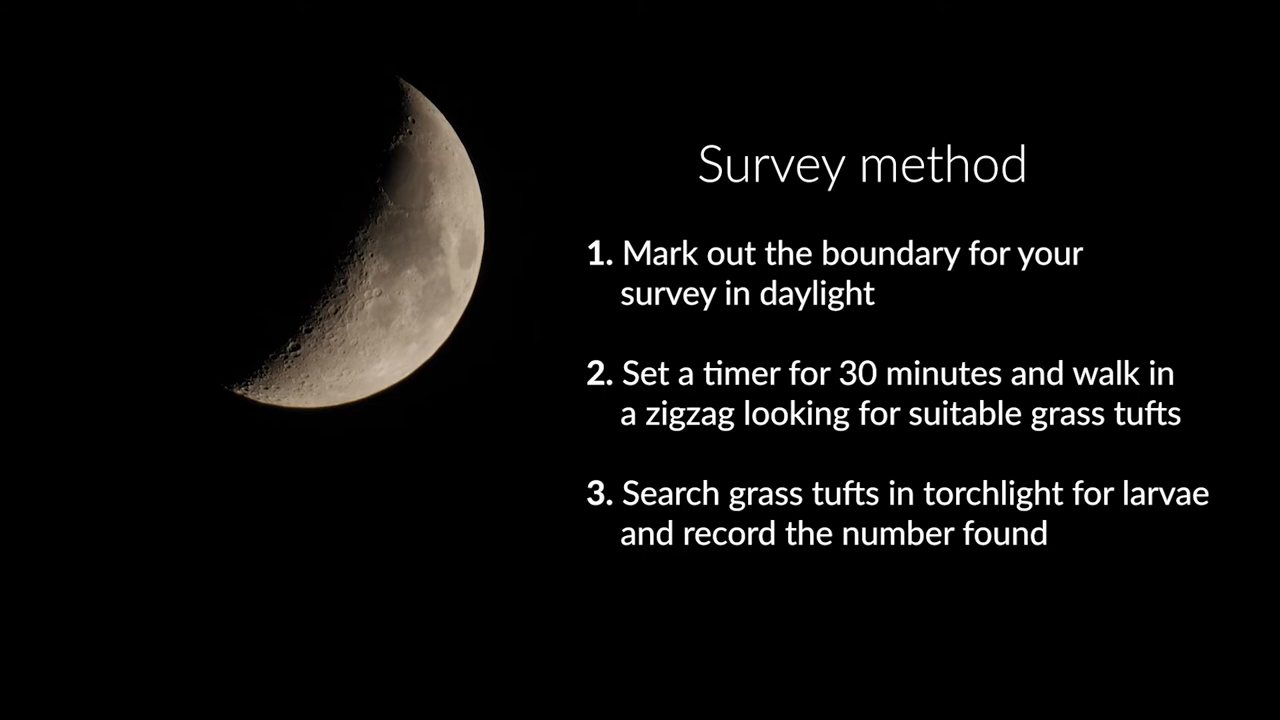 Survey method
1. Mark out the boundary for your
survey in daylight
2. Set a timer for 30 minutes and walk in
a zigzag looking for suitable grass tufts
3. Search grass tufts in torchlight for larvae
and record the number found